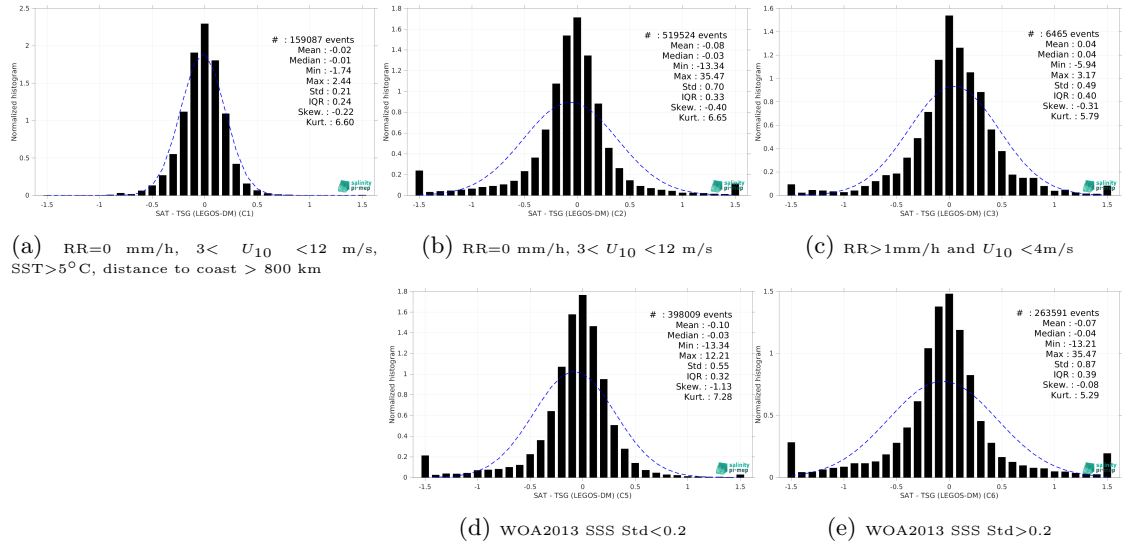 2.5
2
1.5
1
0.5
0
-1.5 -1 -0.5 0 0.5 1 1.5
Normalized histogram
# : 159087 events
Mean : -0.02
Median : -0.01
Min : -1.74
Max : 2.44
Std : 0.21
IQR : 0.24
Skew. : -0.22
Kurt. : 6.60
salinity
pi-mep
SAT - TSG (LEGOS-DM) (C1)
(a) RR=0 mm/h, 3< U10 <12 m/s,
SST>5°C, distance to coast > 800 km
1.8
1.6
1.4
1.2
1
0.8
0.6
0.4
0.2
0
-1.5 -1 -0.5 0 0.5 1 1.5
Normalized histogram
# : 519524 events
Mean : -0.08
Median : -0.03
Min : -13.34
Max : 35.47
Std : 0.70
IQR : 0.33
Skew. : -0.40
Kurt. : 6.65
salinity
pi-mep
SAT - TSG (LEGOS-DM) (C2)
(b) RR=0 mm/h, 3< U10 <12 m/s
1.6
1.4
1.2
1
0.8
0.6
0.4
0.2
0
-1.5 -1 -0.5 0 0.5 1 1.5
Normalized histogram
# : 6465 events
Mean : 0.04
Median : 0.04
Min : -5.94
Max : 3.17
Std : 0.49
IQR : 0.40
Skew. : -0.31
Kurt. : 5.79
salinity
pi-mep
SAT - TSG (LEGOS-DM) (C3)
(c) RR>1mm/h and U10 <4m/s
1.8
1.6
1.4
1.2
1
0.8
0.6
0.4
0.2
0
-1.5 -1 -0.5 0 0.5 1 1.5
Normalized histogram
# : 398009 events
Mean : -0.10
Median : -0.03
Min : -13.34
Max : 12.21
Std : 0.55
IQR : 0.32
Skew. : -1.13
Kurt. : 7.28
salinity
pi-mep
SAT - TSG (LEGOS-DM) (C5)
(d) WOA2013 SSS Std<0.2
1.5
1
0.5
0
-1.5 -1 -0.5 0 0.5 1 1.5
Normalized histogram
# : 263591 events
Mean : -0.07
Median : -0.04
Min : -13.21
Max : 35.47
Std : 0.87
IQR : 0.39
Skew. : -0.08
Kurt. : 5.29
salinity
pi-mep
SAT - TSG (LEGOS-DM) (C6)
(e) WOA2013 SSS Std>0.2